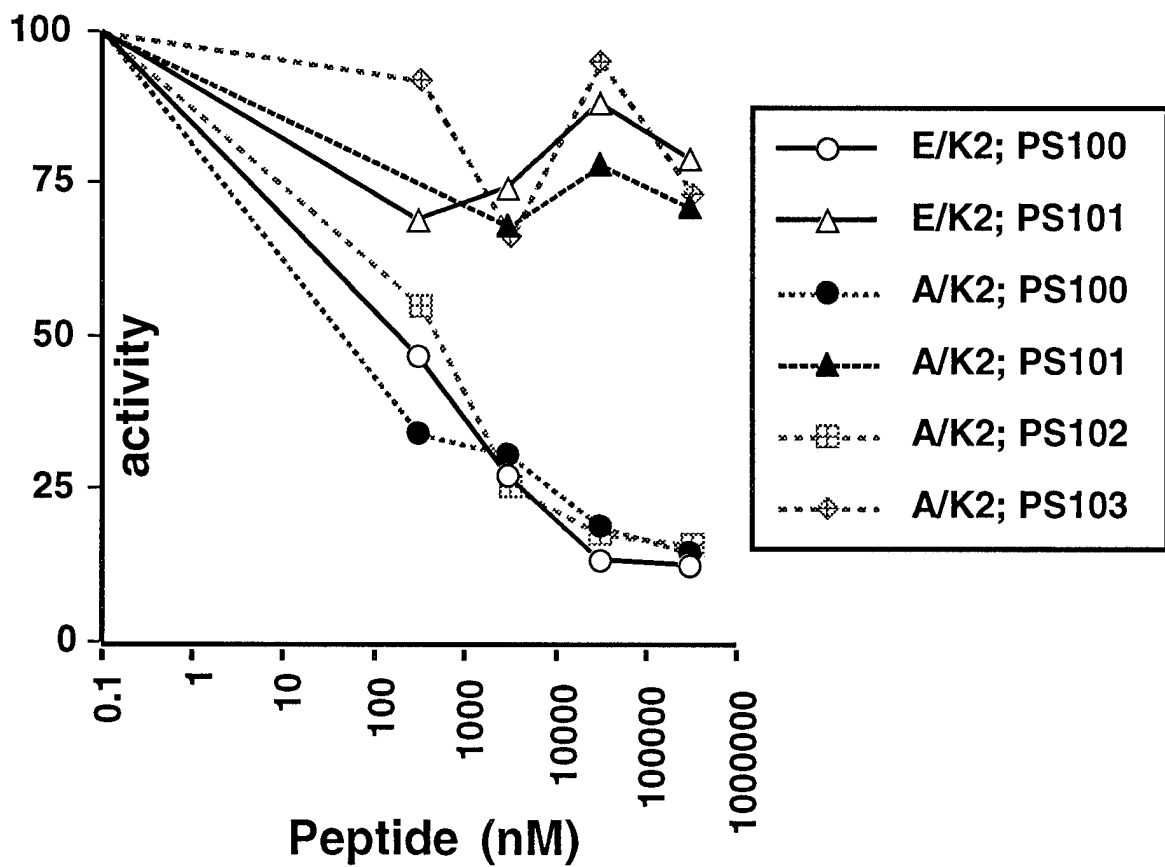 100
75
50
25
0
activity
0.1
1
10
100
1000
10000
100000
1000000
Peptide (nM)
E/K2; PS100
E/K2; PS101
A/K2; PS100
A/K2; PS101
A/K2; PS102
A/K2; PS103